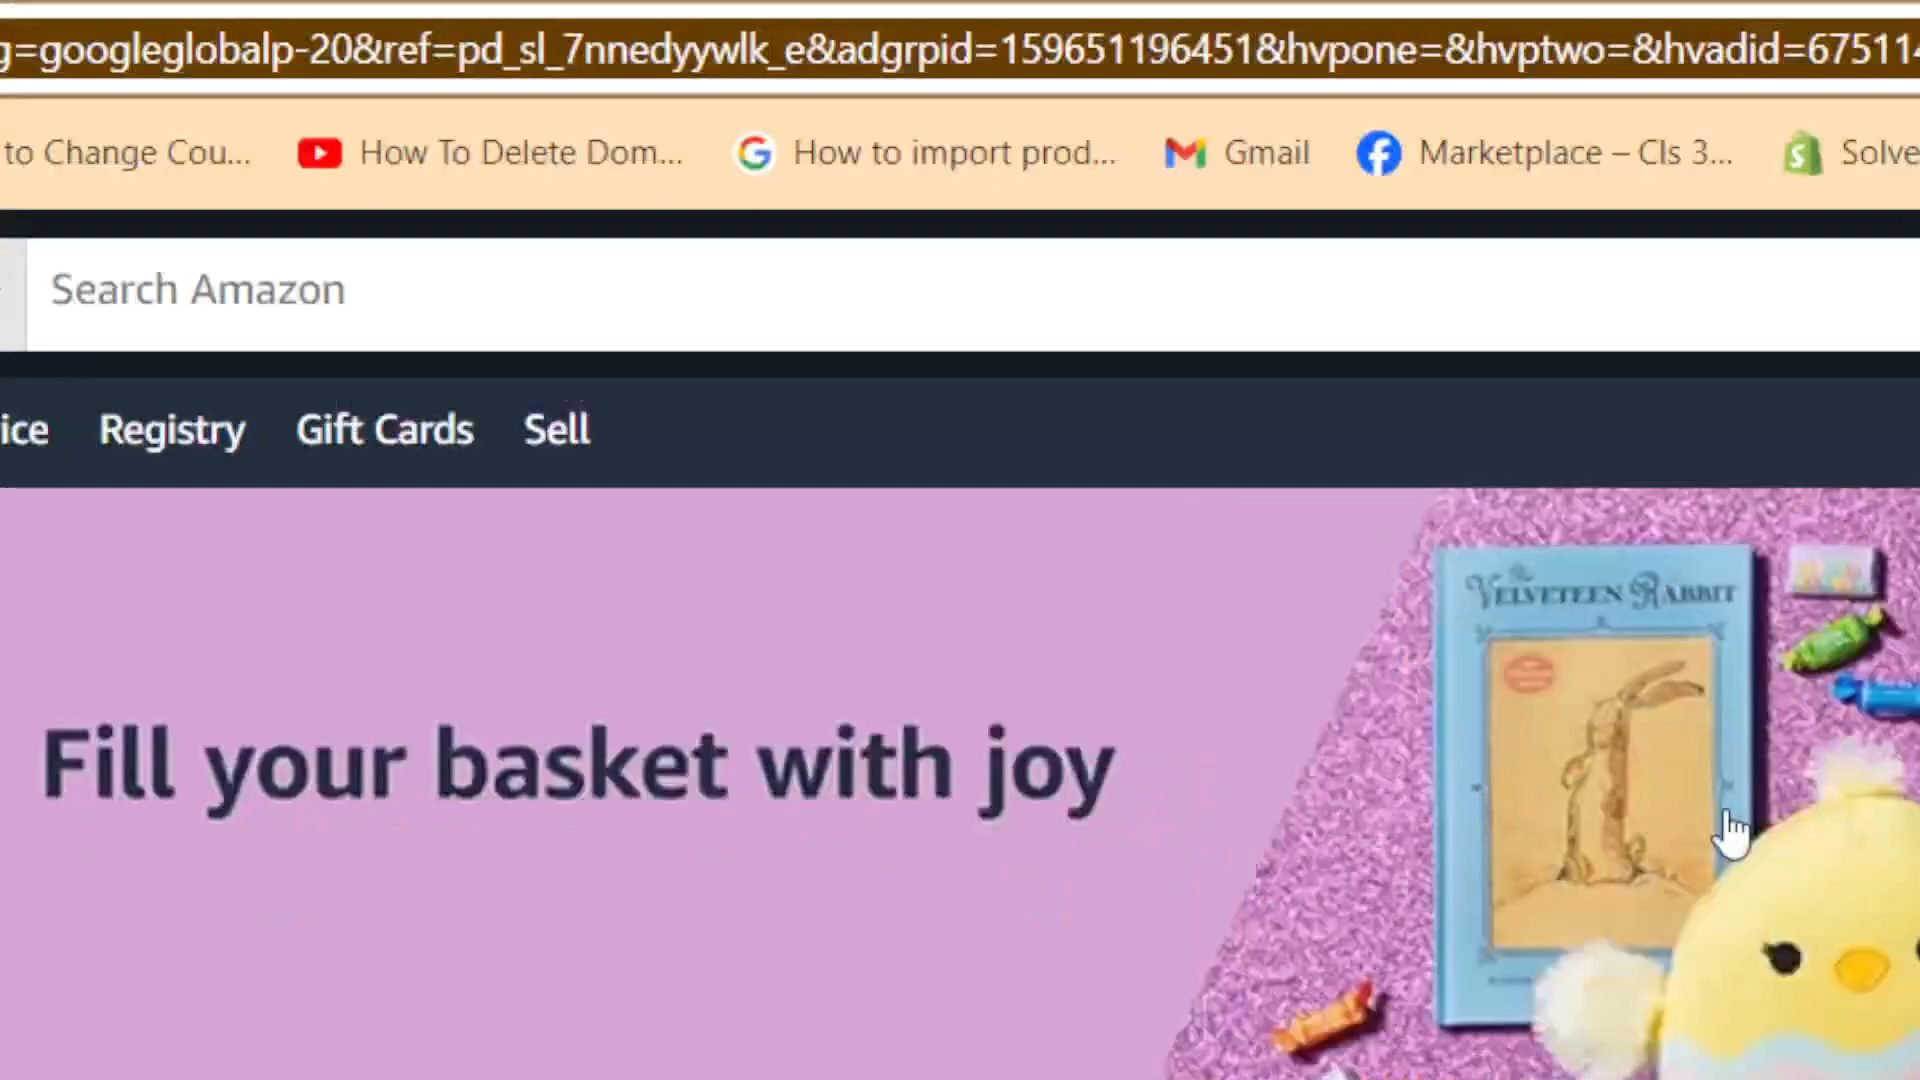 g=googleglobalp-20&ref=pd_sl_7nnedyywlk_e&adgrpid=159651196451&hvpone=&hvptwo=&hvadid=675114
to Change Cou... How To Delete Dom... How to import prod... Gmail Marketplace – Cls 3... Solve
Search Amazon
ice Registry Gift Cards Sell
The
VELVETEEN RABBIT
Fill your basket with joy